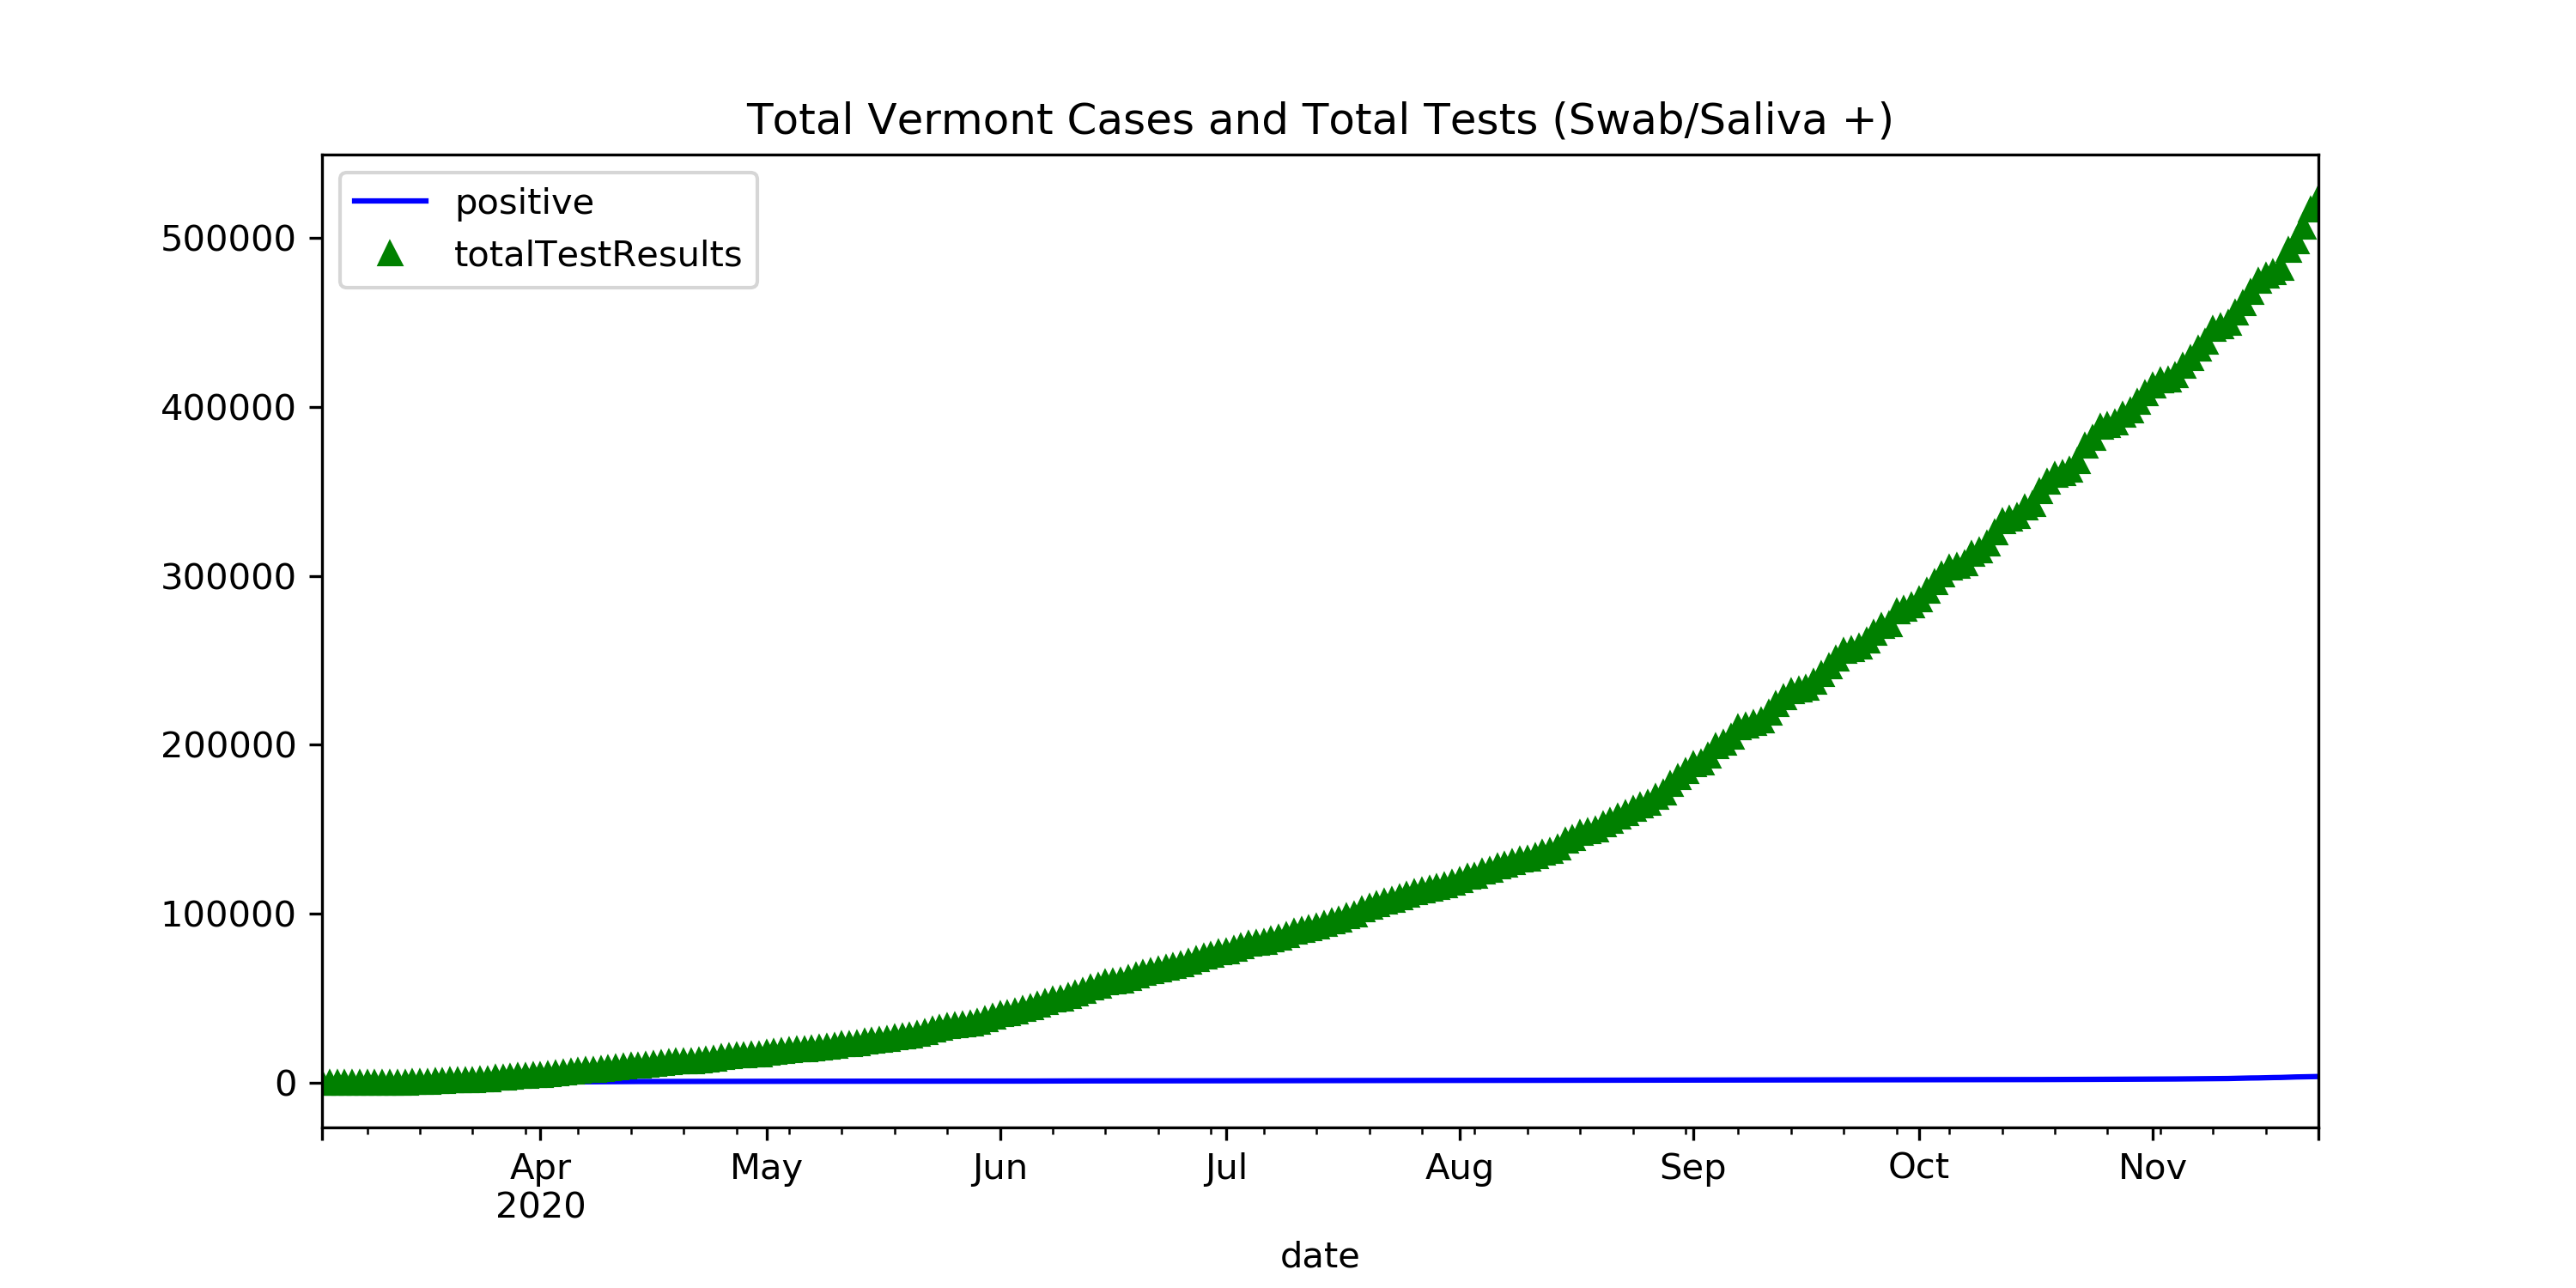 Total Vermont Cases and Total Tests (Swab/Saliva +)
positive
totalTestResults
500000
400000
300000
200000
100000
0
Apr May Jun Jul Aug Sep Oct Nov
2020
date